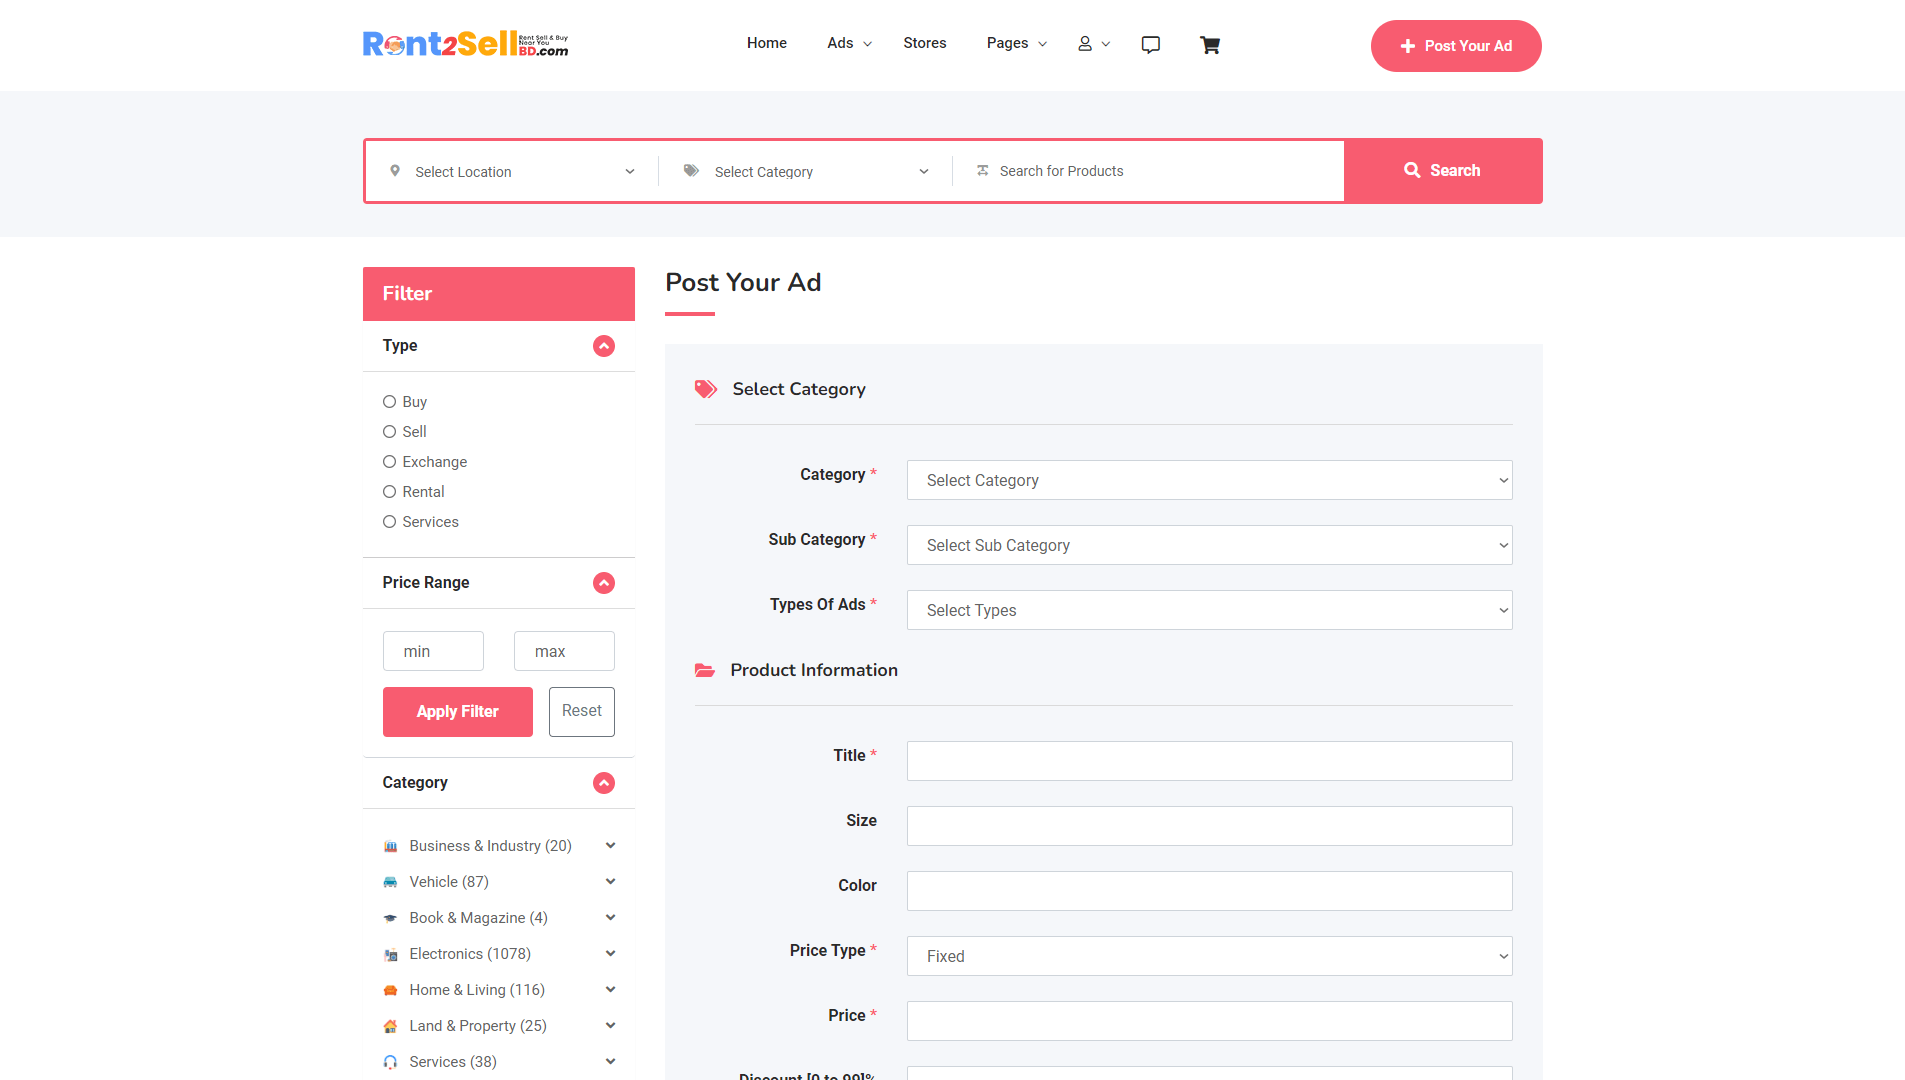 Rent2Sell Rent Sell & Buy Near You BD.com
Home Ads Stores Pages
Post Your Ad
Select Location Select Category Search for Products Search
Filter
Type
Buy
Sell
Exchange
Rental
Services
Price Range
min max
Apply Filter Reset
Category
Business & Industry (20)
Vehicle (87)
Book & Magazine (4)
Electronics (1078)
Home & Living (116)
Land & Property (25)
Services (38)
Post Your Ad
Select Category
Category * Select Category
Sub Category * Select Sub Category
Types Of Ads * Select Types
Product Information
Title *
Size
Color
Price Type * Fixed
Price *
Discount [0 to 99]%